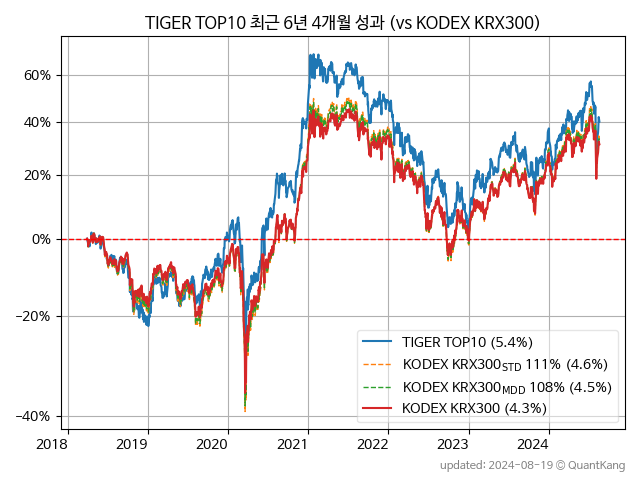 TIGER TOP10 최근 6년 4개월 성과 (vs KODEX KRX300)
60%
40%
20%
0%
−20%
−40%
2018 2019 2020 2021 2022 2023 2024
TIGER TOP10 (5.4%)
KODEX KRX300STD 111% (4.6%)
KODEX KRX300MDD 108% (4.5%)
KODEX KRX300 (4.3%)
updated: 2024-08-19 © QuantKang